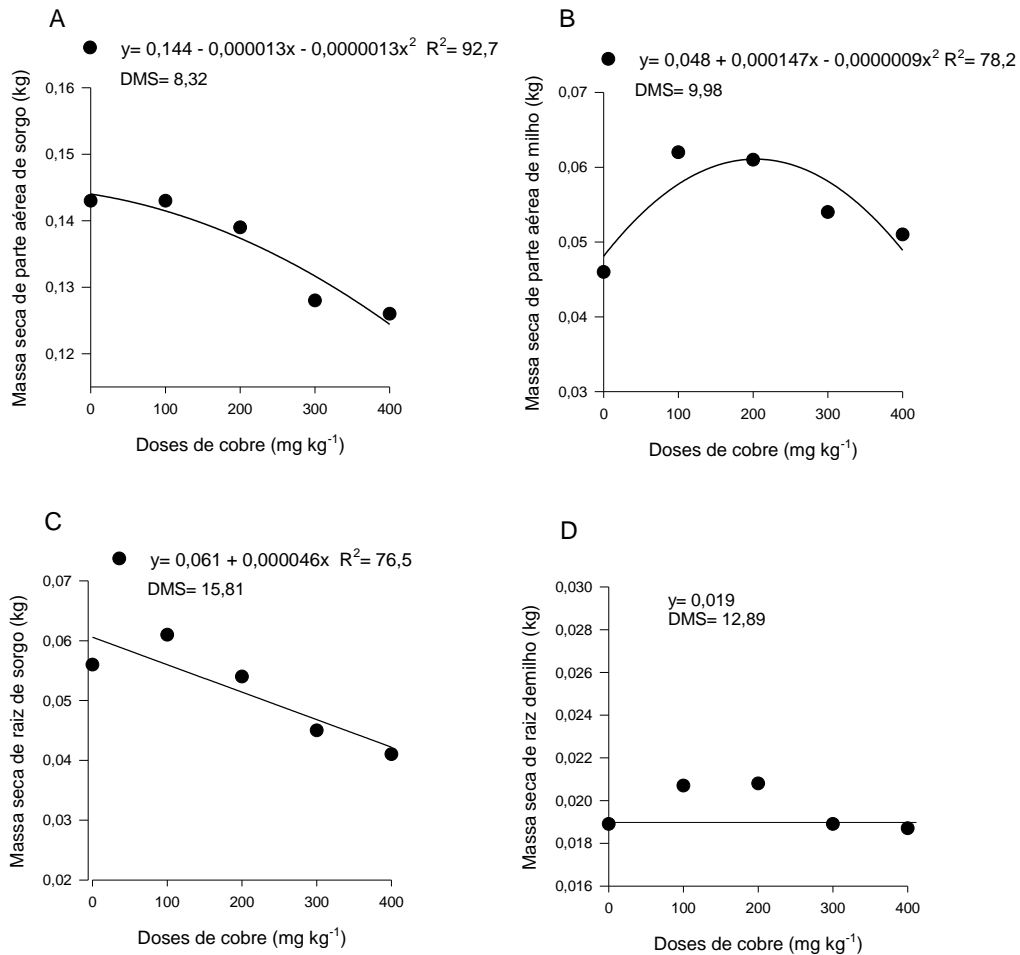 A
y= 0,144 - 0,000013x - 0,0000013x² R²= 92,7
DMS= 8,32
Massa seca de parte aérea de sorgo (kg)
0,16
0,15
0,14
0,13
0,12
0 100 200 300 400
Doses de cobre (mg kg⁻¹)
B
y= 0,048 + 0,000147x - 0,0000009x² R²= 78,2
DMS= 9,98
Massa seca de parte aérea de milho (kg)
0,07
0,06
0,05
0,04
0,03
0 100 200 300 400
Doses de cobre (mg kg⁻¹)
C
y= 0,061 + 0,000046x R²= 76,5
DMS= 15,81
Massa seca de raiz de sorgo (kg)
0,07
0,06
0,05
0,04
0,03
0,02
0 100 200 300 400
Doses de cobre (mg kg⁻¹)
D
y= 0,019
DMS= 12,89
Massa seca de raiz demilho (kg)
0,030
0,028
0,026
0,024
0,022
0,020
0,018
0,016
0 100 200 300 400
Doses de cobre (mg kg⁻¹)